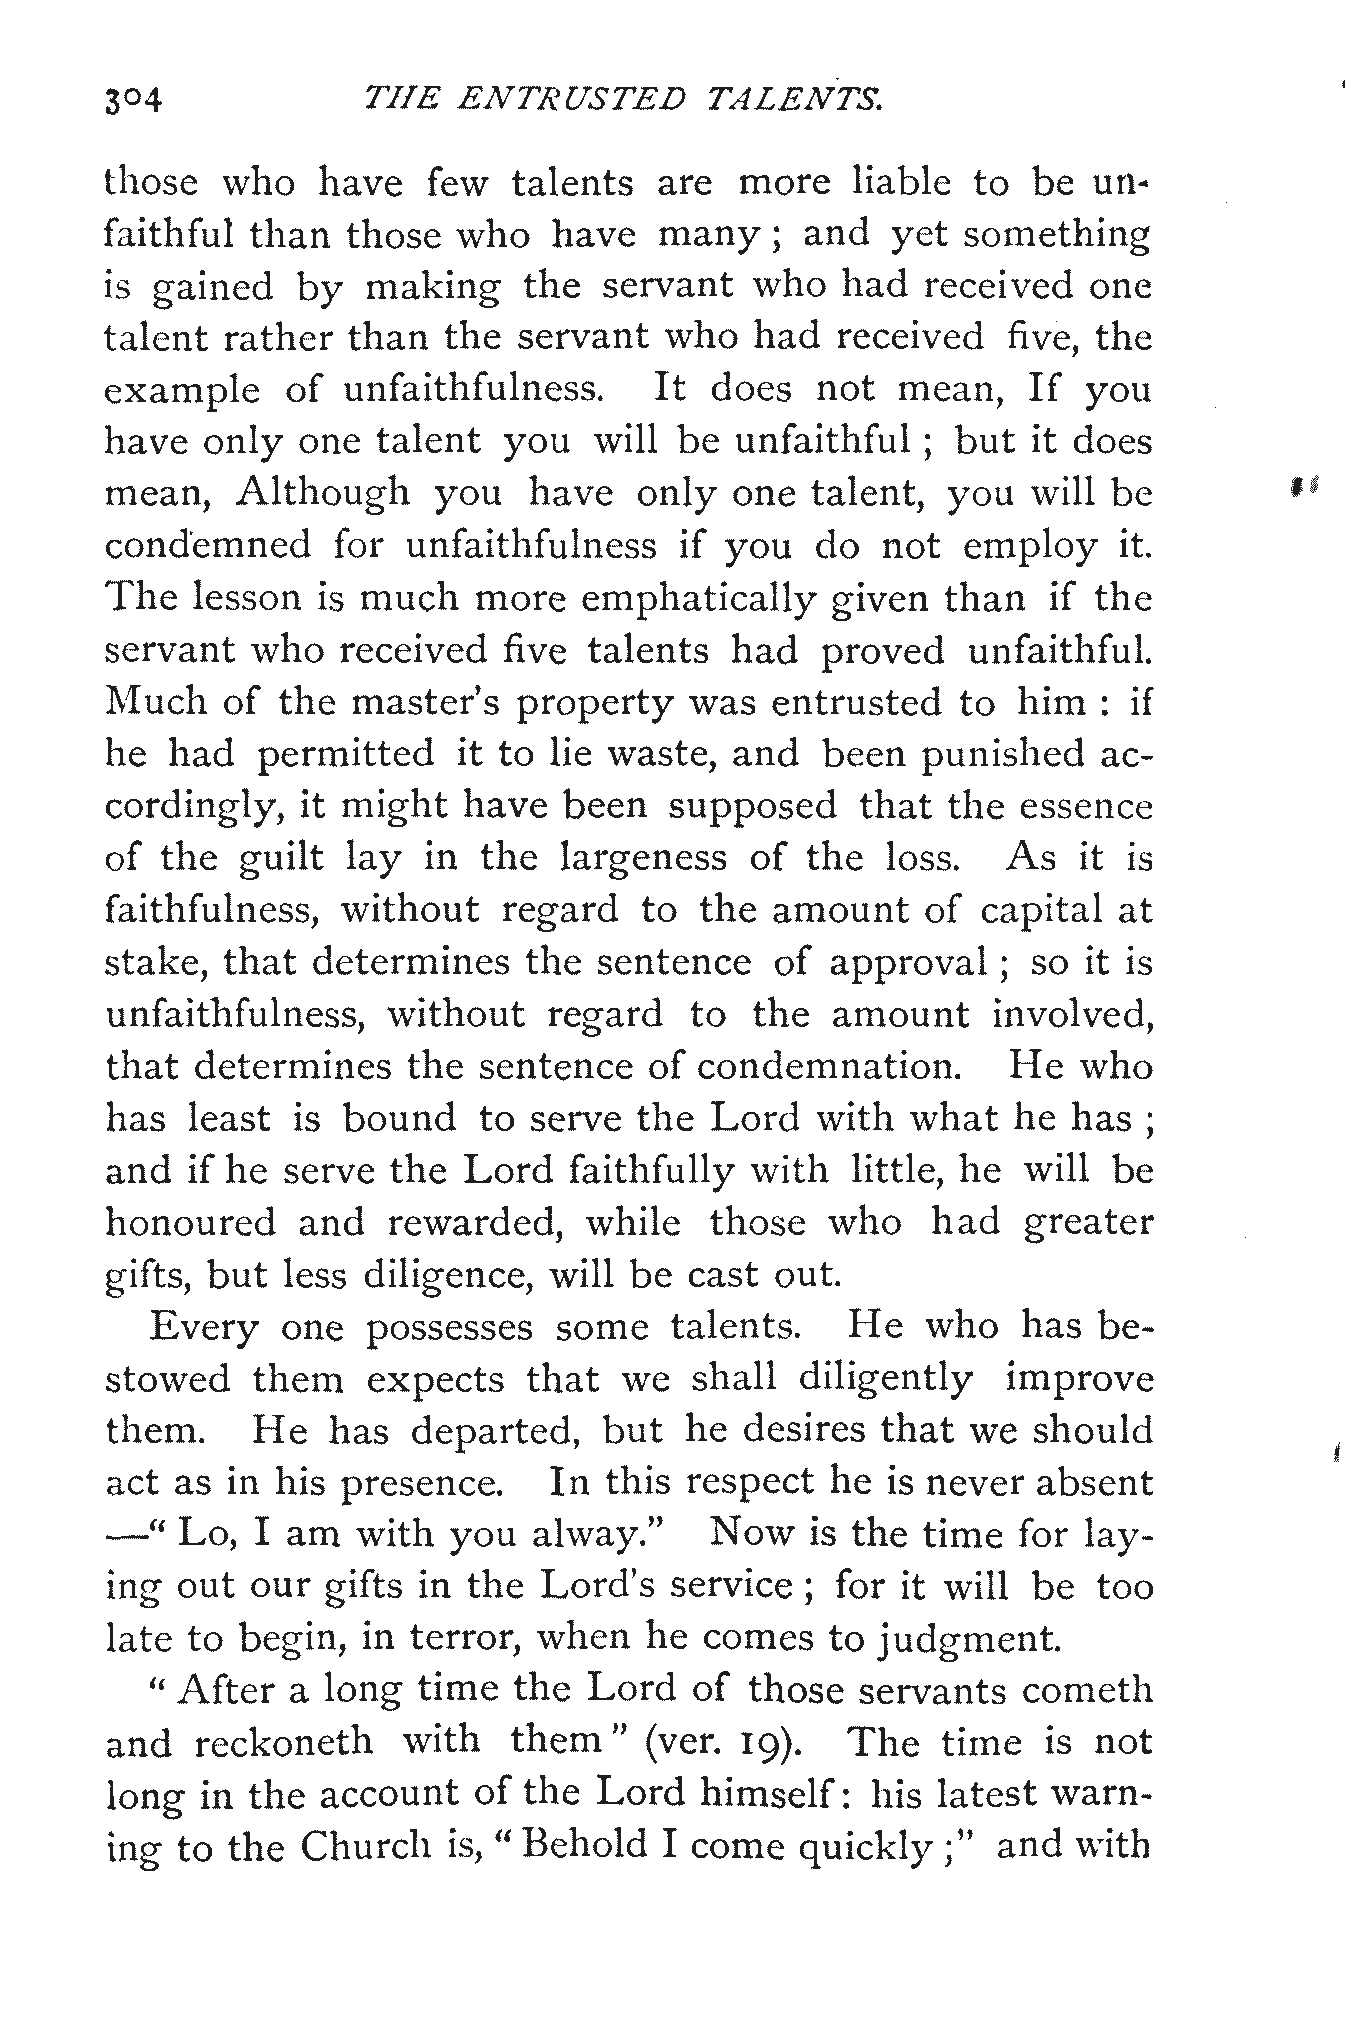 304 THE ENTRUSTED TALENTS.
those who have few talents are more liable to be un-
faithful than those who have many ; and yet something
is gained by making the servant who had received one
talent rather than the servant who had received five, the
example of unfaithfulness. It does not mean, If you
have only one talent you will be unfaithful ; but it does
mean, Although you have only one talent, you will be
condemned for unfaithfulness if you do not employ it.
The lesson is much more emphatically given than if the
servant who received five talents had proved unfaithful.
Much of the master's property was entrusted to him : if
he had permitted it to lie waste, and been punished ac-
cordingly, it might have been supposed that the essence
of the guilt lay in the largeness of the loss. As it is
faithfulness, without regard to the amount of capital at
stake, that determines the sentence of approval ; so it is
unfaithfulness, without regard to the amount involved,
that determines the sentence of condemnation. He who
has least is bound to serve the Lord with what he has ;
and if he serve the Lord faithfully with little, he will be
honoured and rewarded, while those who had greater
gifts, but less diligence, will be cast out.
Every one possesses some talents. He who has be-
stowed them expects that we shall diligently improve
them. He has departed, but he desires that we should
act as in his presence. In this respect he is never absent
—" Lo, I am with you alway." Now is the time for lay-
ing out our gifts in the Lord's service ; for it will be too
late to begin, in terror, when he comes to judgment.
" After a long time the Lord of those servants cometh
and reckoneth with them " (ver. 19). The time is not
long in the account of the Lord himself : his latest warn-
ing to the Church is, " Behold I come quickly ;" and with